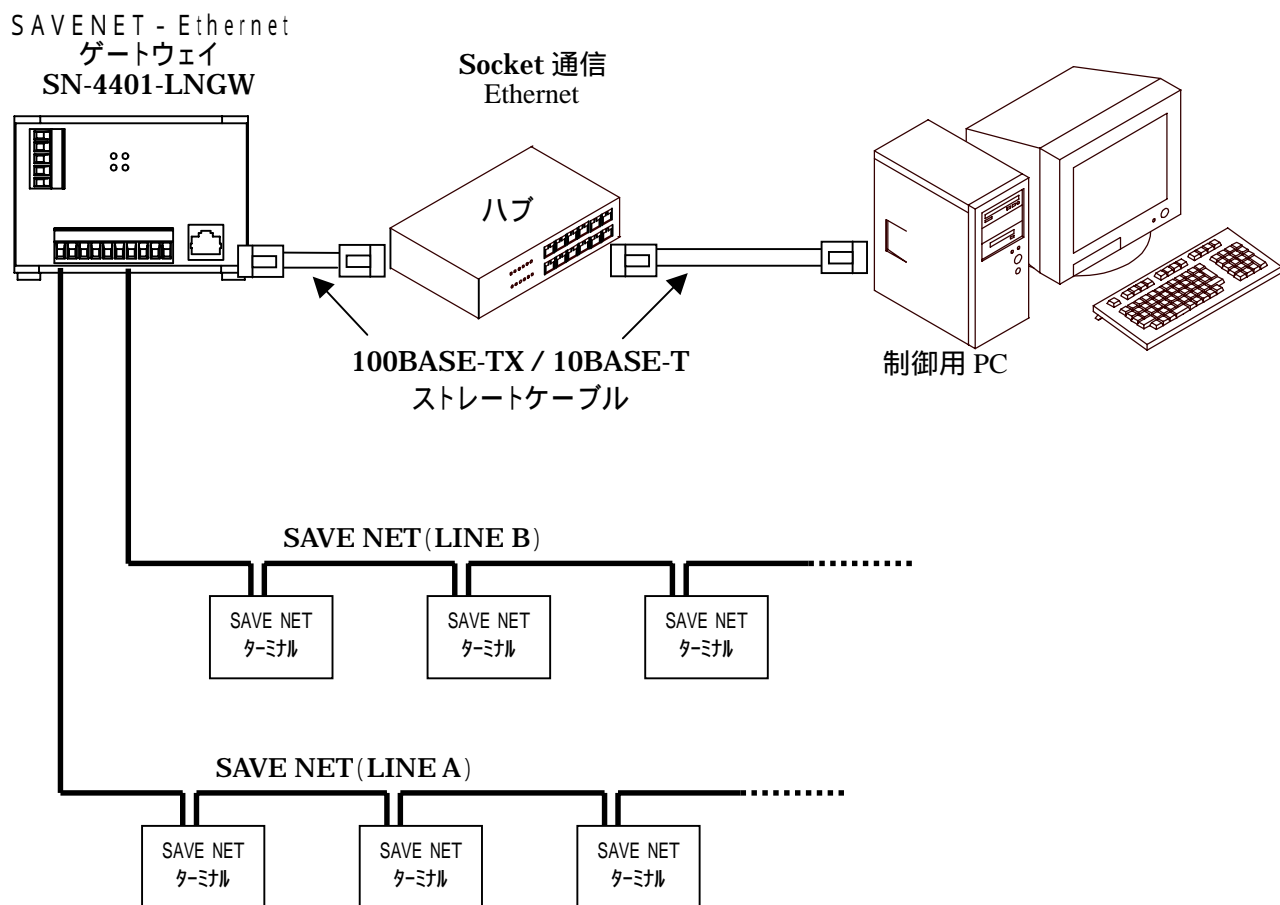 SAVENET - Ethernet
ゲートウェイ
SN-4401-LNGW
Socket 通信
Ethernet
ハブ
100BASE-TX / 10BASE-T
ストレートケーブル
制御用 PC
SAVE NET(LINE B)
SAVE NET
ターミナル
SAVE NET
ターミナル
SAVE NET
ターミナル
SAVE NET(LINE A)
SAVE NET
ターミナル
SAVE NET
ターミナル
SAVE NET
ターミナル